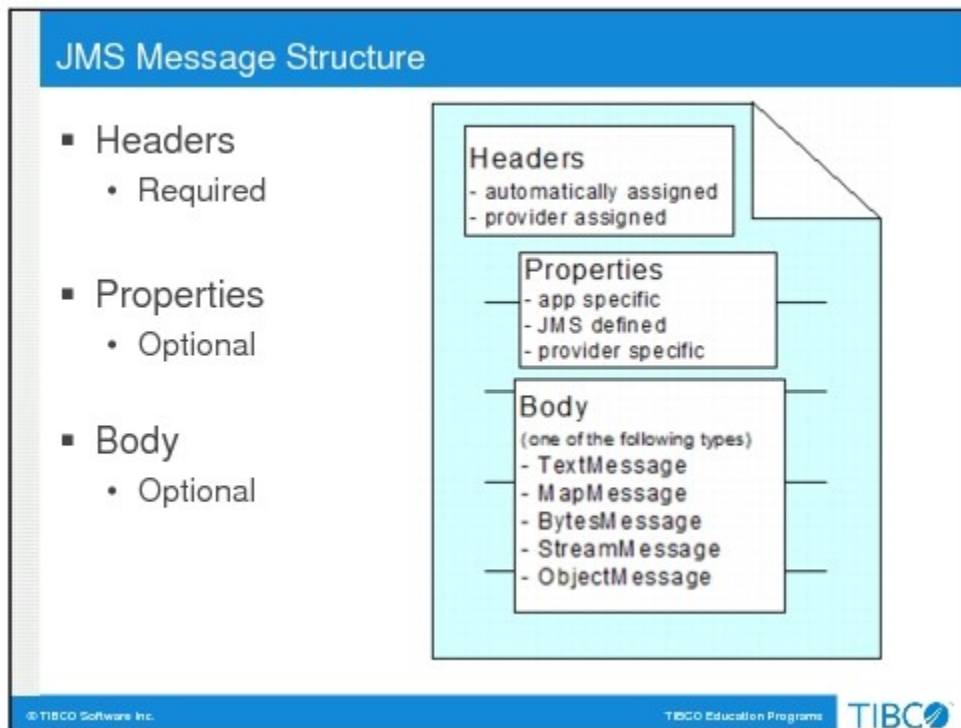 JMS Message Structure
▪ Headers
• Required
▪ Properties
• Optional
▪ Body
• Optional
Headers
- automatically assigned
- provider assigned
Properties
- app specific
- JMS defined
- provider specific
Body
(one of the following types)
- TextMessage
- MapMessage
- BytesMessage
- StreamMessage
- ObjectMessage
© TIBCO Software Inc.
TIBCO Education Programs
TIBCO